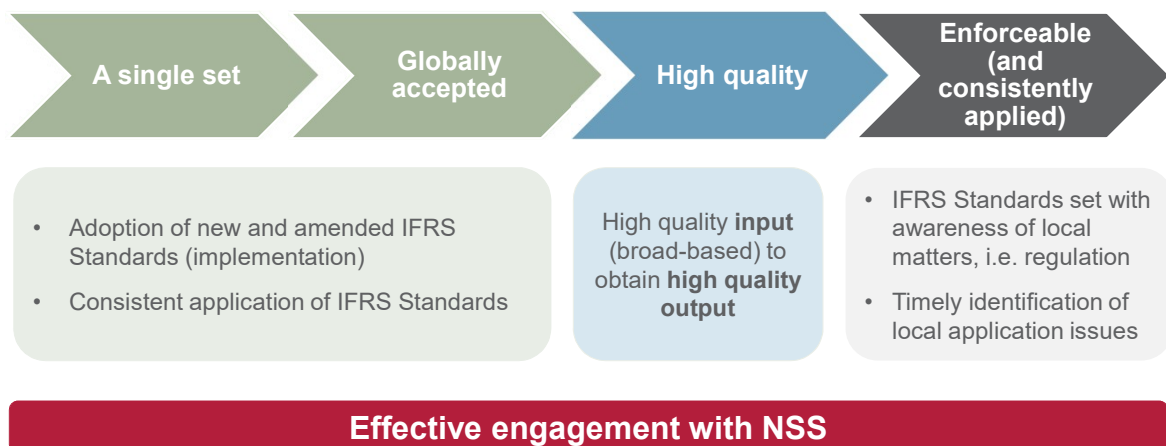 A single set
Globally
accepted
High quality
Enforceable
(and
consistently
applied)
• Adoption of new and amended IFRS
Standards (implementation)
• Consistent application of IFRS Standards
High quality input
(broad-based) to
obtain high quality
output
• IFRS Standards set with
awareness of local
matters, i.e. regulation
• Timely identification of
local application issues
Effective engagement with NSS